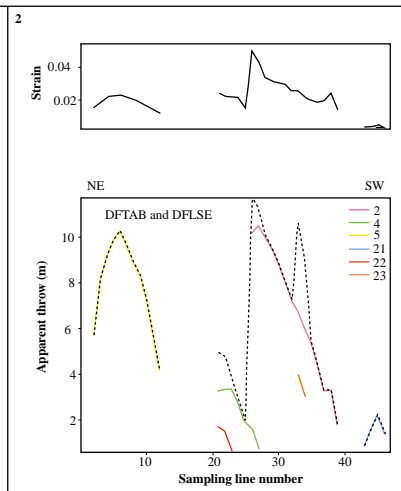 2
0.04
0.02
Strain
NE SW
DFTAB and DFLSE
2
4
5
21
22
23
10
8
6
4
2
Apparent throw (m)
10 20 30 40
Sampling line number